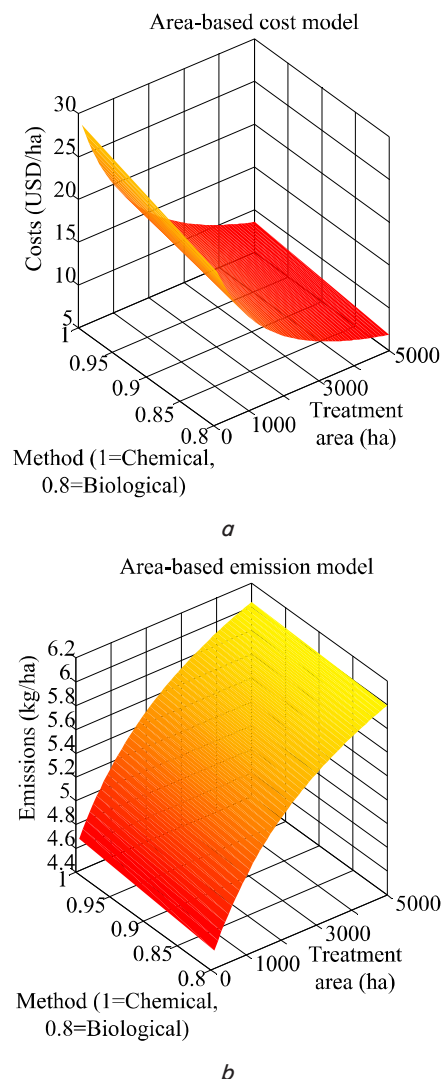 Area-based cost model
30
25
20
15
10
5
Costs (USD/ha)
1
0.95
0.9
0.85
0.8
0
1000
3000
5000
Treatment
area (ha)
Method (1=Chemical,
0.8=Biological)
a
Area-based emission model
6.2
6
5.8
5.6
5.4
5.2
5
4.8
4.6
4.4
Emissions (kg/ha)
1
0.95
0.9
0.85
0.8
0
1000
3000
5000
Treatment
area (ha)
Method (1=Chemical,
0.8=Biological)
b